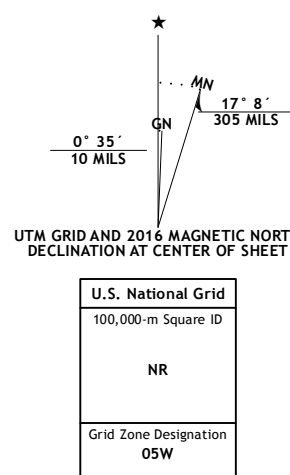 ★
MN
GN
17° 8´
305 MILS
0° 35´
10 MILS
UTM GRID AND 2016 MAGNETIC NORT
DECLINATION AT CENTER OF SHEET
U.S. National Grid
100,000-m Square ID
NR
Grid Zone Designation
05W